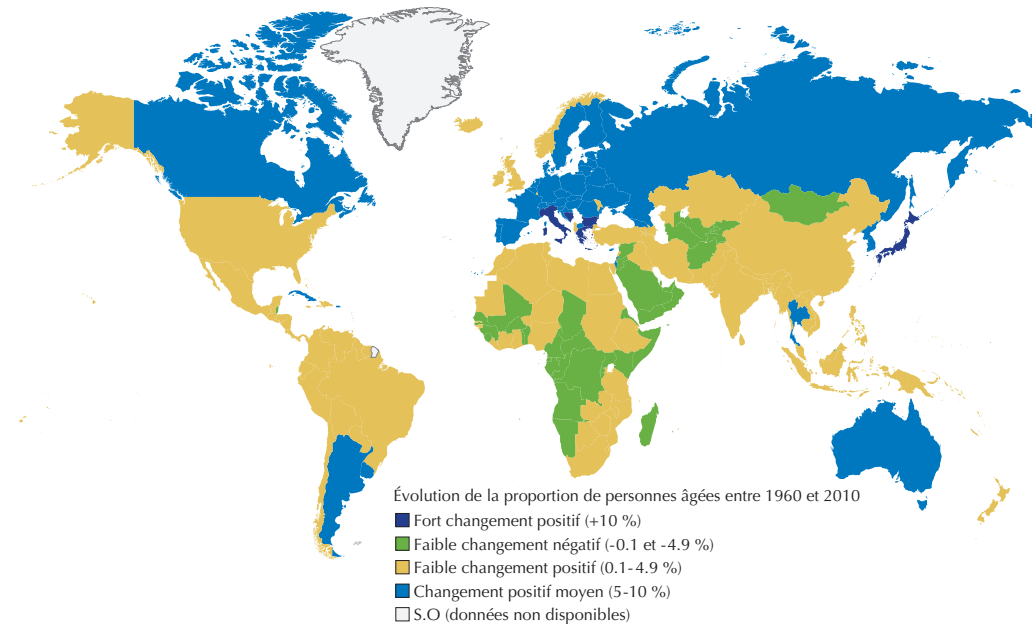 Évolution de la proportion de personnes âgées entre 1960 et 2010
Fort changement positif (+10 %)
Faible changement négatif (-0.1 et -4.9 %)
Faible changement positif (0.1-4.9 %)
Changement positif moyen (5-10 %)
S.O (données non disponibles)